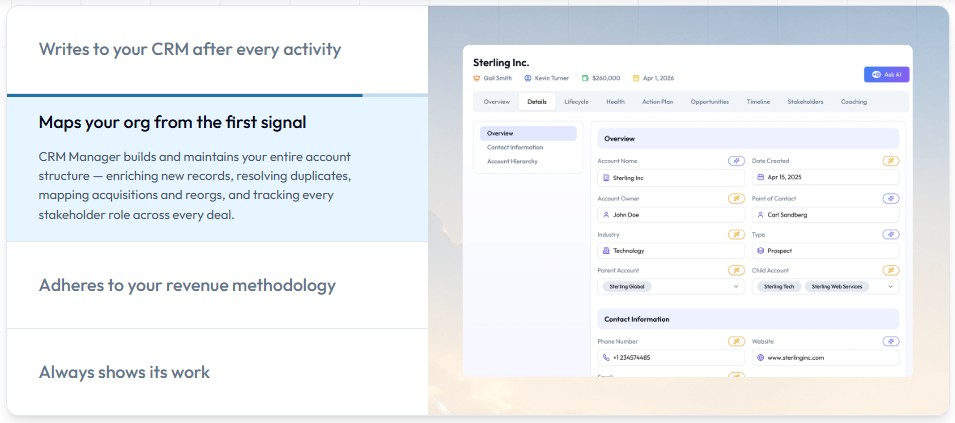 Writes to your CRM after every activity
Maps your org from the first signal
CRM Manager builds and maintains your entire account
structure — enriching new records, resolving duplicates,
mapping acquisitions and reorgs, and tracking every
stakeholder role across every deal.
Adheres to your revenue methodology
Always shows its work
Sterling Inc.
Gail Smith Kevin Turner $260,000 Apr 1, 2026
Ask AI
Overview Details Lifecycle Health Action Plan Opportunities Timeline Stakeholders Coaching
Overview
Contact Information
Account Hierarchy
Overview
Account Name Date Created
Sterling Inc Apr 15, 2025
Account Owner Point of Contact
John Doe Carl Sandberg
Industry Type
Technology Prospect
Parent Account Child Account
Sterling Global Sterling Tech Sterling Web Services
Contact Information
Phone Number Website
+1 234574485 www.sterlinginc.com